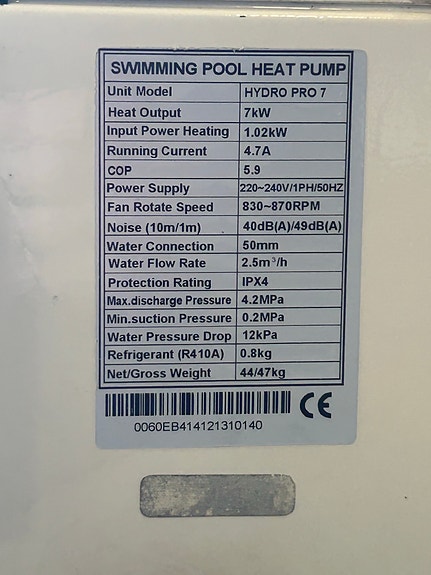 SWIMMING POOL HEAT PUMP
Unit Model HYDRO PRO 7
Heat Output 7kW
Input Power Heating 1.02kW
Running Current 4.7A
COP 5.9
Power Supply 220~240V/1PH/50HZ
Fan Rotate Speed 830~870RPM
Noise (10m/1m) 40dB(A)/49dB(A)
Water Connection 50mm
Water Flow Rate 2.5m³/h
Protection Rating IPX4
Max.discharge Pressure 4.2MPa
Min.suction Pressure 0.2MPa
Water Pressure Drop 12kPa
Refrigerant (R410A) 0.8kg
Net/Gross Weight 44/47kg
CE
0060EB414121310140